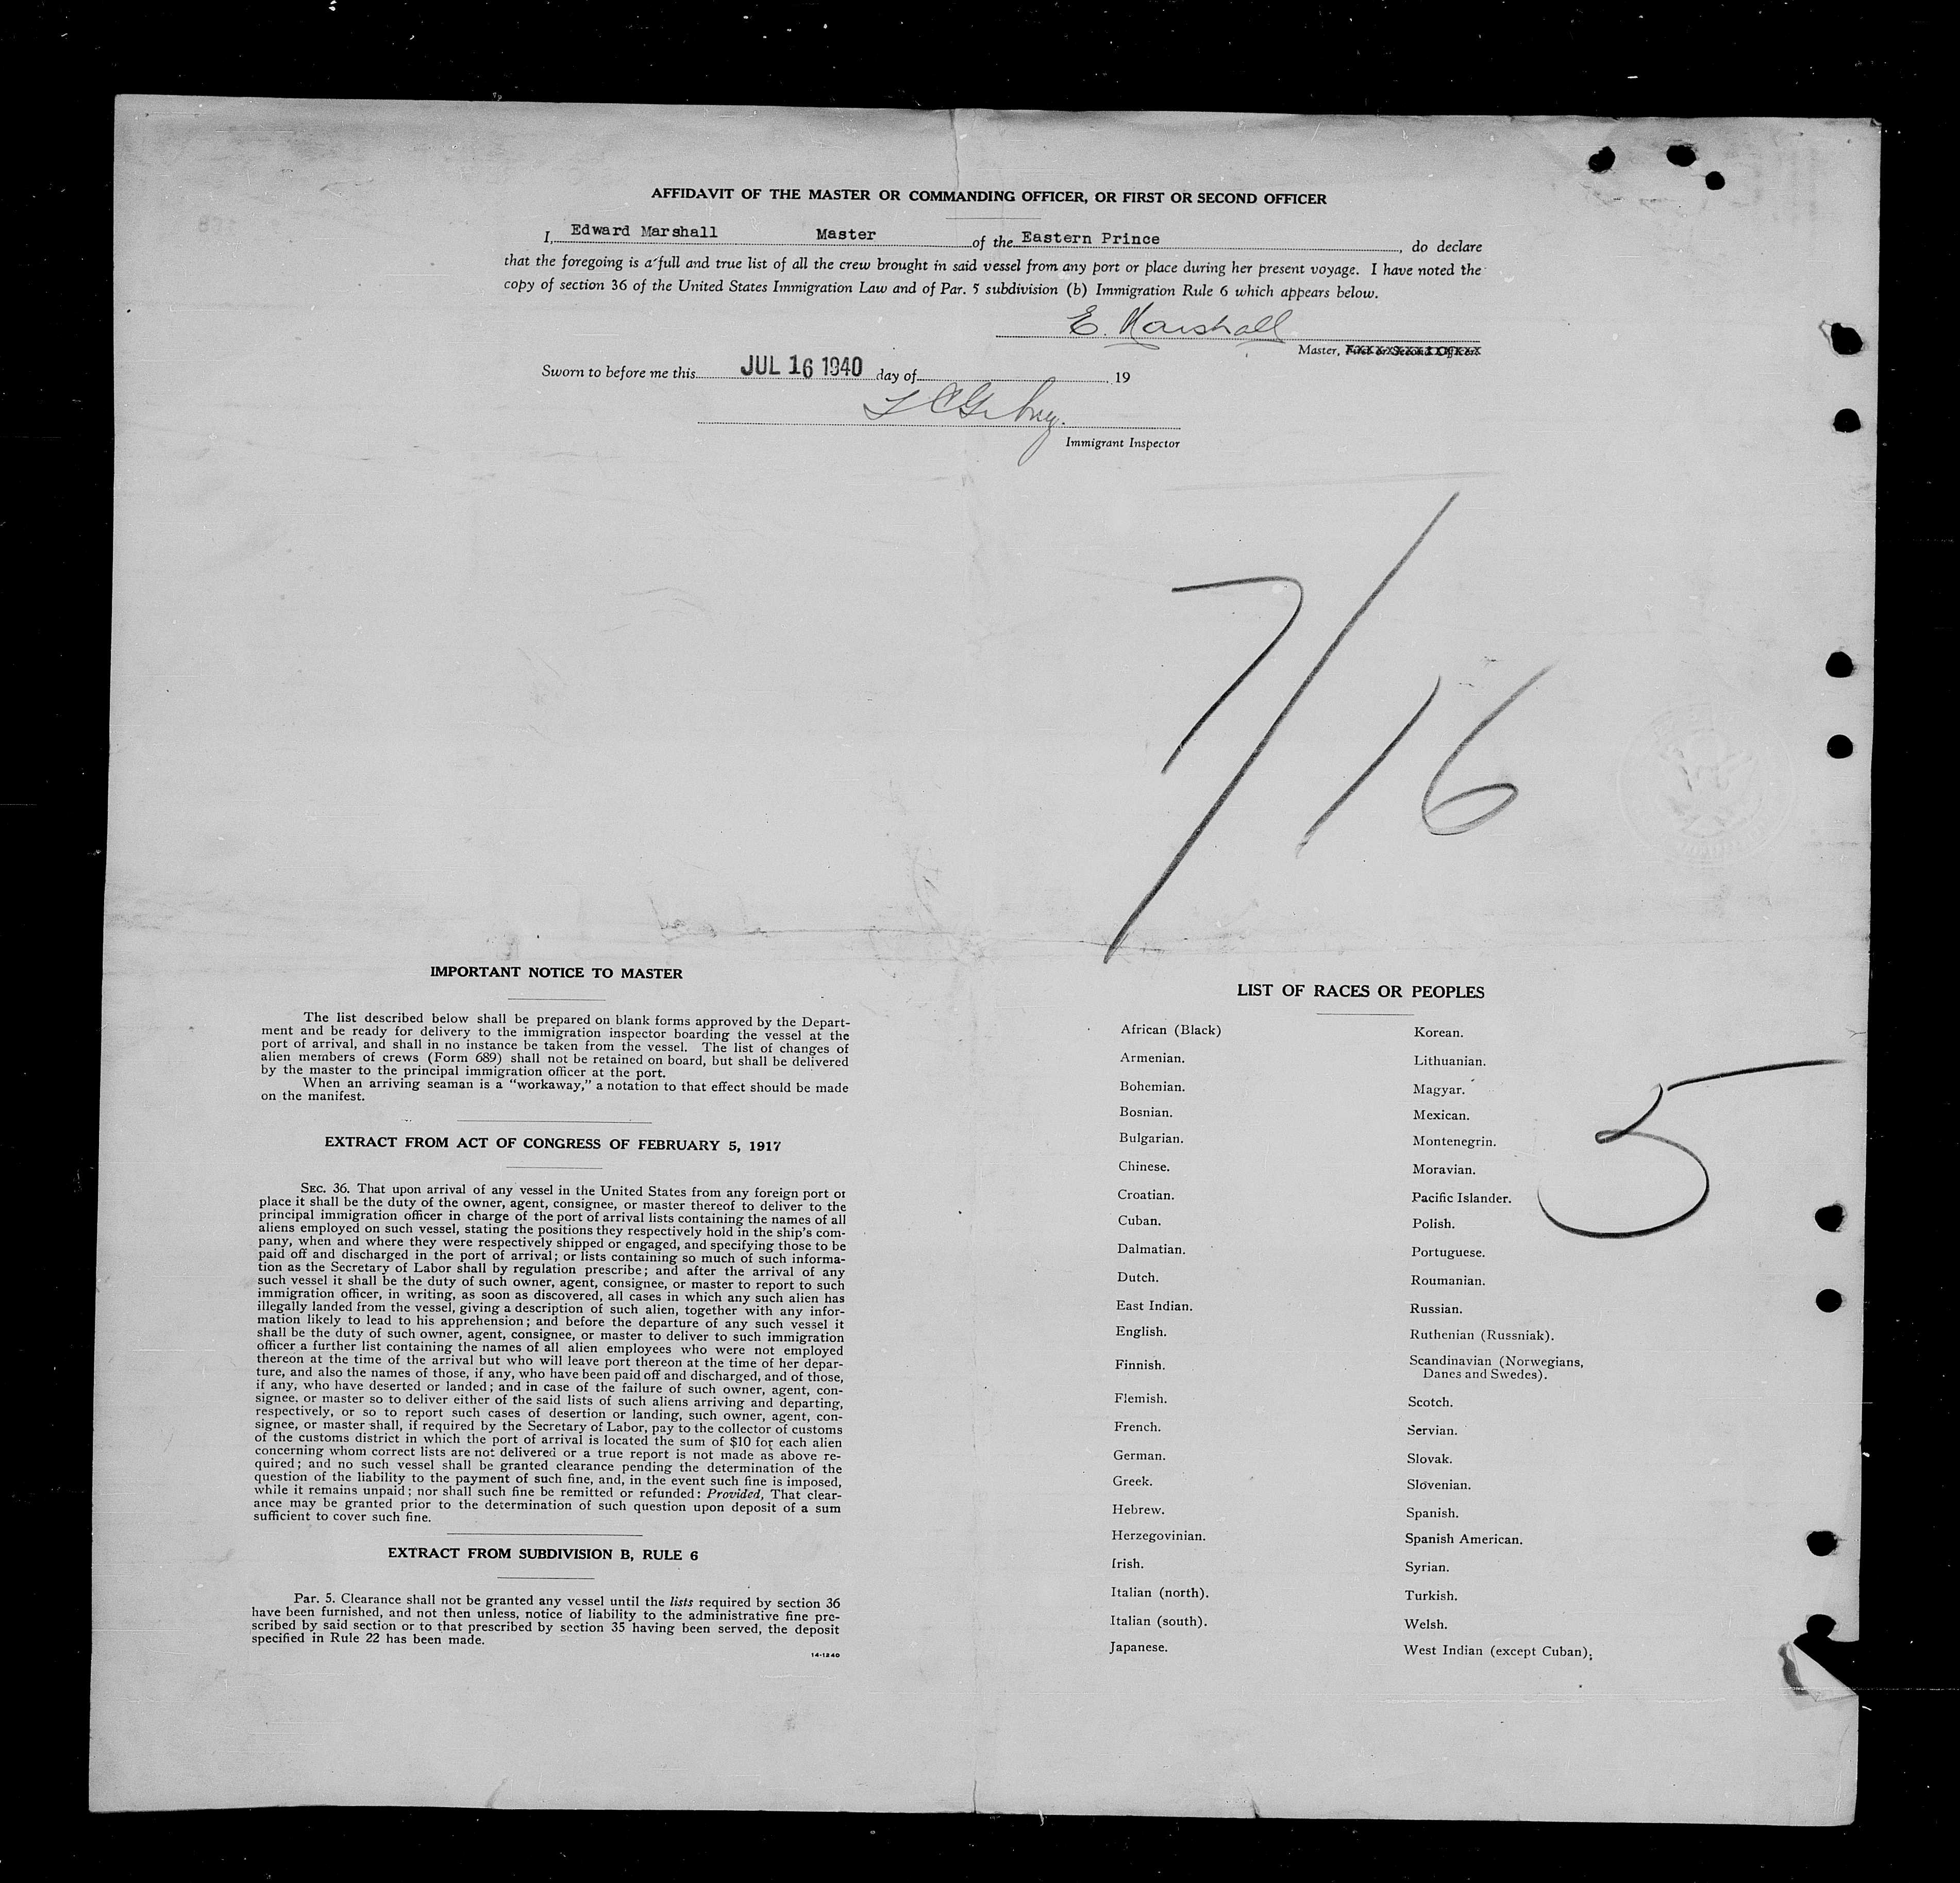 AFFIDAVIT OF THE MASTER OR COMMANDING OFFICER, OR FIRST OR SECOND OFFICER
I, Edward Marshall Master of the Eastern Prince, do declare
that the foregoing is a full and true list of all the crew brought in said vessel from any port or place during her present voyage. I have noted the
copy of section 36 of the United States Immigration Law and of Par. 5 subdivision (b) Immigration Rule 6 which appears below.
E. Marshall
Master, First or Second Officer
Sworn to before me this JUL 16 1940 day of 19
Immigrant Inspector
7/16
IMPORTANT NOTICE TO MASTER
The list described below shall be prepared on blank forms approved by the Depart-
ment and be ready for delivery to the immigration inspector boarding the vessel at the
port of arrival, and shall in no instance be taken from the vessel. The list of changes of
alien members of crews (Form 689) shall not be retained on board, but shall be delivered
by the master to the principal immigration officer at the port.
When an arriving seaman is a “workaway,” a notation to that effect should be made
on the manifest.
EXTRACT FROM ACT OF CONGRESS OF FEBRUARY 5, 1917
SEC. 36. That upon arrival of any vessel in the United States from any foreign port or
place it shall be the duty of the owner, agent, consignee, or master thereof to deliver to the
principal immigration officer in charge of the port of arrival lists containing the names of all
aliens employed on such vessel, stating the positions they respectively hold in the ship's com-
pany, when and where they were respectively shipped or engaged, and specifying those to be
paid off and discharged in the port of arrival; or lists containing so much of such informa-
tion as the Secretary of Labor shall by regulation prescribe; and after the arrival of any
such vessel it shall be the duty of such owner, agent, consignee, or master to report to such
immigration officer, in writing, as soon as discovered, all cases in which any such alien has
illegally landed from the vessel, giving a description of such alien, together with any infor-
mation likely to lead to his apprehension; and before the departure of any such vessel it
shall be the duty of such owner, agent, consignee, or master to deliver to such immigration
officer a further list containing the names of all alien employees who were not employed
thereon at the time of the arrival but who will leave port thereon at the time of her depar-
ture, and also the names of those, if any, who have been paid off and discharged, and of those,
if any, who have deserted or landed; and in case of the failure of such owner, agent, con-
signee, or master so to deliver either of the said lists of such aliens arriving and departing,
respectively, or so to report such cases of desertion or landing, such owner, agent, con-
signee, or master shall, if required by the Secretary of Labor, pay to the collector of customs
of the customs district in which the port of arrival is located the sum of $10 for each alien
concerning whom correct lists are not delivered or a true report is not made as above re-
quired; and no such vessel shall be granted clearance pending the determination of the
question of the liability to the payment of such fine, and, in the event such fine is imposed,
while it remains unpaid; nor shall such fine be remitted or refunded: Provided, That clear-
ance may be granted prior to the determination of such question upon deposit of a sum
sufficient to cover such fine.
EXTRACT FROM SUBDIVISION B, RULE 6
Par. 5. Clearance shall not be granted any vessel until the lists required by section 36
have been furnished, and not then unless, notice of liability to the administrative fine pre-
scribed by said section or to that prescribed by section 35 having been served, the deposit
specified in Rule 22 has been made.
14-1240
LIST OF RACES OR PEOPLES
African (Black)
Armenian.
Bohemian.
Bosnian.
Bulgarian.
Chinese.
Croatian.
Cuban.
Dalmatian.
Dutch.
East Indian.
English.
Finnish.
Flemish.
French.
German.
Greek.
Hebrew.
Herzegovinian.
Irish.
Italian (north).
Italian (south).
Japanese.
Korean.
Lithuanian.
Magyar.
Mexican.
Montenegrin.
Moravian.
Pacific Islander.
Polish.
Portuguese.
Roumanian.
Russian.
Ruthenian (Russniak).
Scandinavian (Norwegians,
Danes and Swedes).
Scotch.
Servian.
Slovak.
Slovenian.
Spanish.
Spanish American.
Syrian.
Turkish.
Welsh.
West Indian (except Cuban).
5